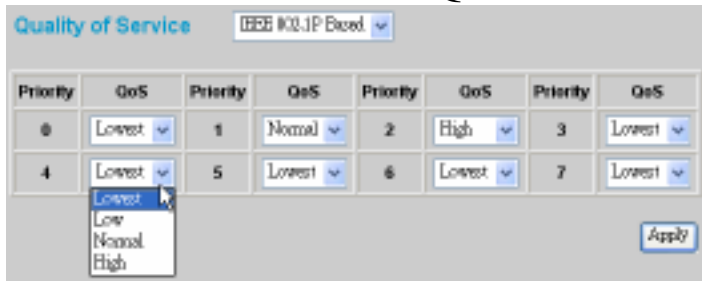 Quality of Service IEEE 802.1P Based
Priority QoS Priority QoS Priority QoS Priority QoS
0 Lowest 1 Normal 2 High 3 Lowest
4 Lowest 5 Lowest 6 Lowest 7 Lowest
Lowest
Low
Normal
High
Apply